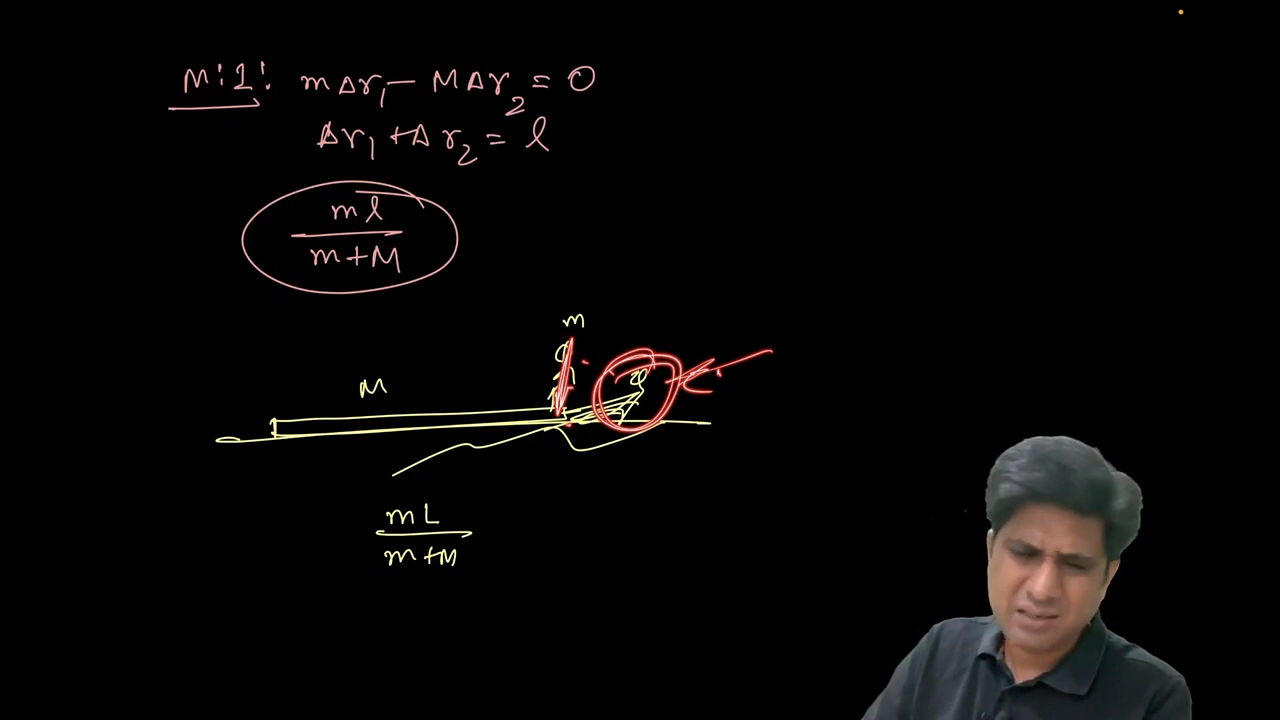 M:1: mΔr₁ − MΔr₂ = 0
Δr₁ + Δr₂ = l
ml
m+M
m
M
mL
m+M